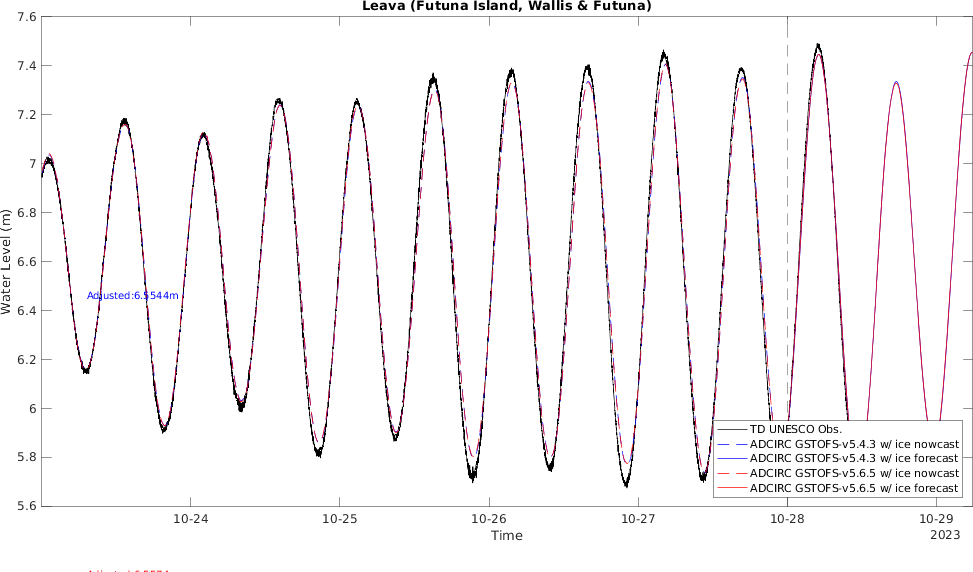 Leava (Futuna Island, Wallis & Futuna)
7.6
7.4
7.2
7
6.8
6.6
6.4
6.2
6
5.8
5.6
Water Level (m)
Adjusted:6.5544m
TD UNESCO Obs.
ADCIRC GSTOFS-v5.4.3 w/ ice nowcast
ADCIRC GSTOFS-v5.4.3 w/ ice forecast
ADCIRC GSTOFS-v5.6.5 w/ ice nowcast
ADCIRC GSTOFS-v5.6.5 w/ ice forecast
10-24
10-25
10-26
10-27
10-28
10-29
Time
2023